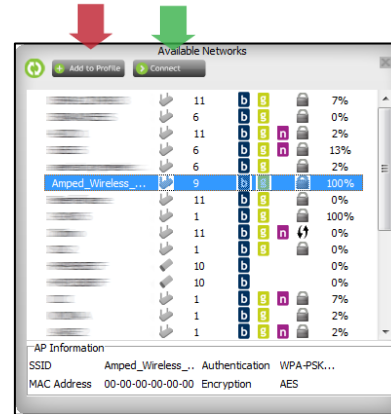 Available Networks
Add to Profile Connect
11 b g 7%
6 b g 0%
11 b g n 2%
6 b g n 13%
6 b g 2%
Amped_Wireless_... 9 b g 100%
11 b g 0%
1 b g 100%
11 b g n 0%
1 b g 0%
10 b 0%
10 b 0%
1 b g n 7%
1 b g n 2%
1 b g n 2%
AP Information
SSID Amped_Wireless_.. Authentication WPA-PSK...
MAC Address 00-00-00-00-00-00 Encryption AES